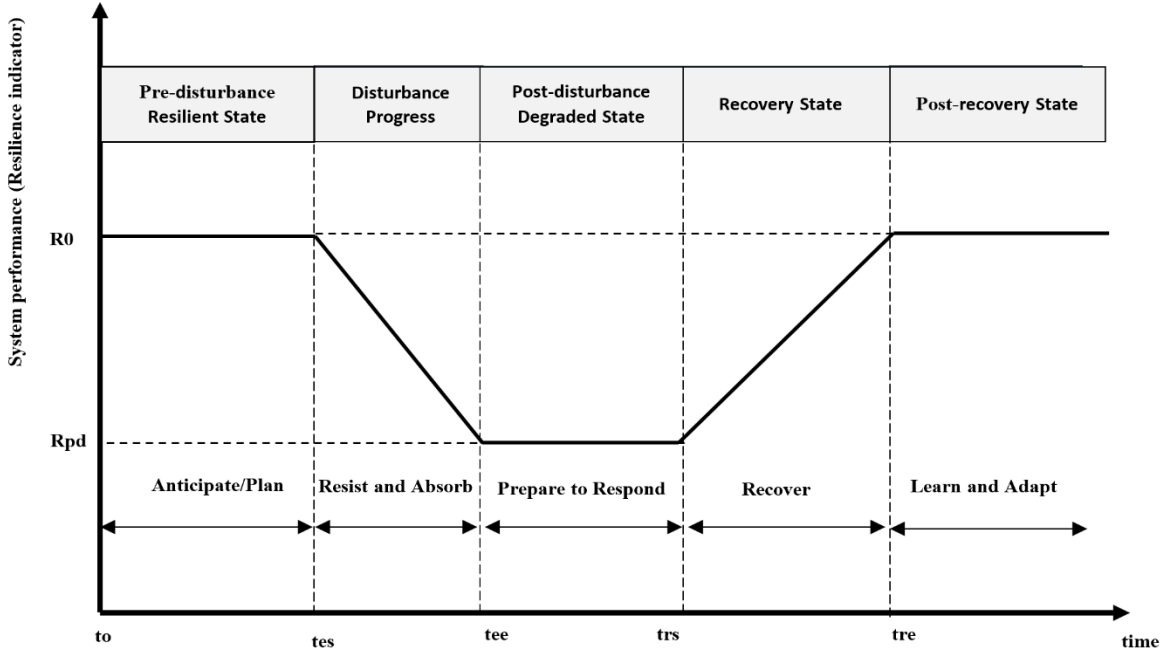 System performance (Resilience indicator)
Pre-disturbance
Resilient State
Disturbance
Progress
Post-disturbance
Degraded State
Recovery State
Post-recovery State
R0
Rpd
Anticipate/Plan
Resist and Absorb
Prepare to Respond
Recover
Learn and Adapt
to
tes
tee
trs
tre
time